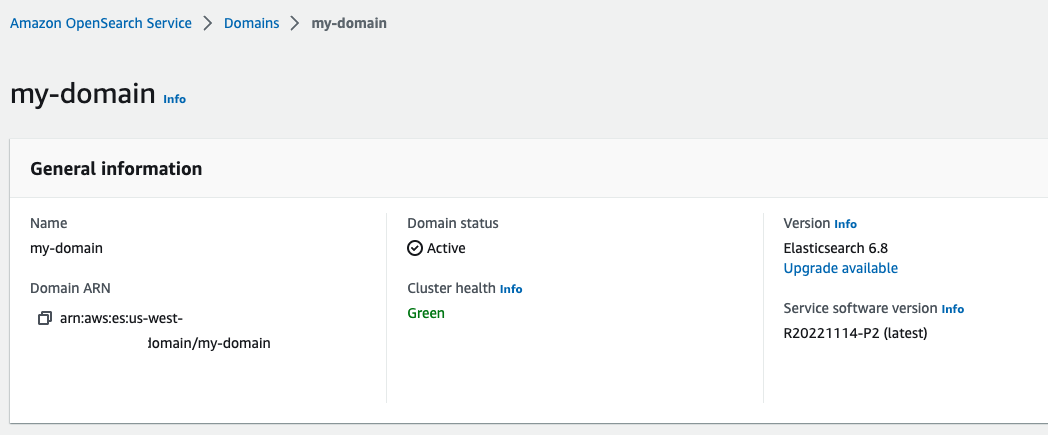 Amazon OpenSearch Service > Domains > my-domain
my-domain Info
General information
Name
my-domain
Domain ARN
arn:aws:es:us-west-
domain/my-domain
Domain status
Active
Cluster health Info
Green
Version Info
Elasticsearch 6.8
Upgrade available
Service software version Info
R20221114-P2 (latest)